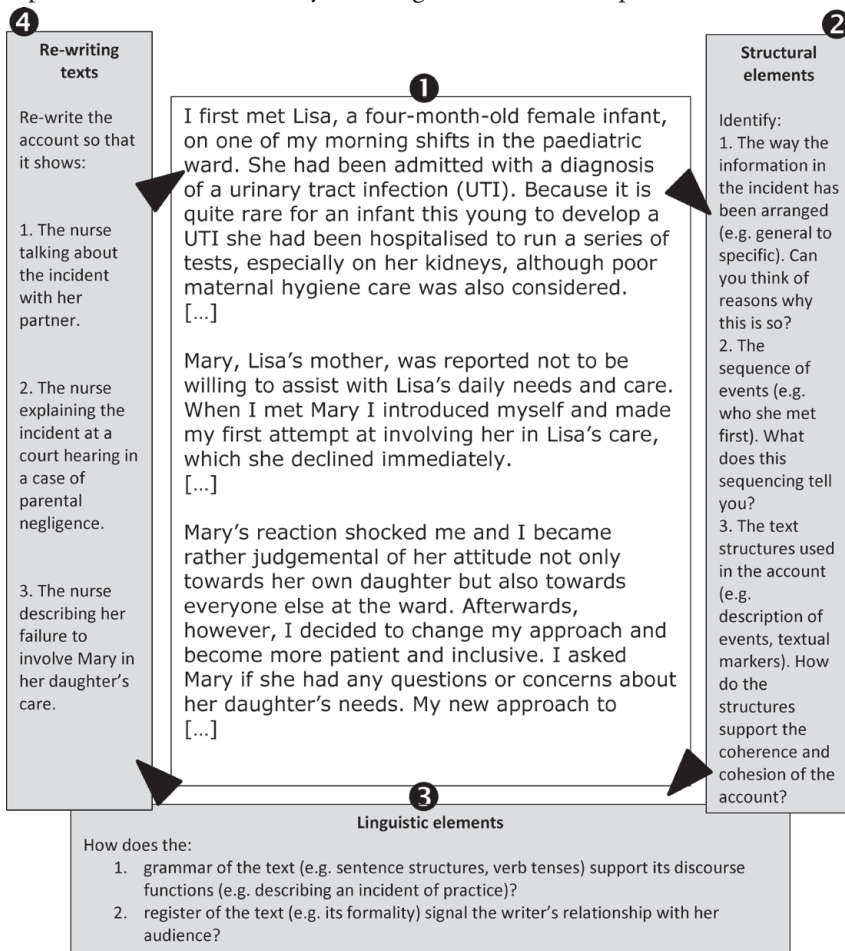 ❶
I first met Lisa, a four-month-old female infant,
on one of my morning shifts in the paediatric
ward. She had been admitted with a diagnosis
of a urinary tract infection (UTI). Because it is
quite rare for an infant this young to develop a
UTI she had been hospitalised to run a series of
tests, especially on her kidneys, although poor
maternal hygiene care was also considered.
[…]
Mary, Lisa’s mother, was reported not to be
willing to assist with Lisa’s daily needs and care.
When I met Mary I introduced myself and made
my first attempt at involving her in Lisa’s care,
which she declined immediately.
[…]
Mary’s reaction shocked me and I became
rather judgemental of her attitude not only
towards her own daughter but also towards
everyone else at the ward. Afterwards,
however, I decided to change my approach and
become more patient and inclusive. I asked
Mary if she had any questions or concerns about
her daughter’s needs. My new approach to
[…]
❷
Structural
elements
Identify:
1. The way the
information in
the incident has
been arranged
(e.g. general to
specific). Can
you think of
reasons why
this is so?
2. The
sequence of
events (e.g.
who she met
first). What
does this
sequencing tell
you?
3. The text
structures used
in the account
(e.g.
description of
events, textual
markers). How
do the
structures
support the
coherence and
cohesion of the
account?
❸
Linguistic elements
How does the:
1. grammar of the text (e.g. sentence structures, verb tenses) support its discourse
functions (e.g. describing an incident of practice)?
2. register of the text (e.g. its formality) signal the writer’s relationship with her
audience?
❹
Re-writing
texts
Re-write the
account so that
it shows:
1. The nurse
talking about
the incident
with her
partner.
2. The nurse
explaining the
incident at a
court hearing in
a case of
parental
negligence.
3. The nurse
describing her
failure to
involve Mary in
her daughter’s
care.